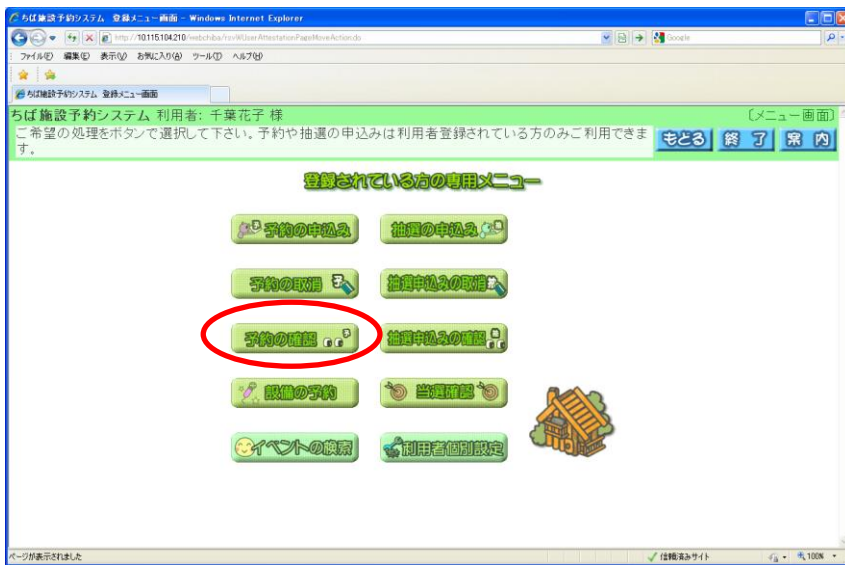 ちば施設予約システム 登録メニュー画面 - Windows Internet Explorer
http://10.115.104.210/webchiba/rsvWUserAttestationPageMoveAction.do
Google
ファイル(F) 編集(E) 表示(V) お気に入り(A) ツール(T) ヘルプ(H)
ちば施設予約システム 登録メニュー画面
ちば施設予約システム 利用者: 千葉花子 様 〔メニュー画面〕
ご希望の処理をボタンで選択して下さい。予約や抽選の申込みは利用者登録されている方のみご利用できま
す。
もどる 終了 案内
登録されている方の専用メニュー
予約の申込み 抽選の申込み
予約の取消 抽選申込みの取消
予約の確認 抽選申込みの確認
設備の予約 当選確認
イベントの検索 利用者個別設定
ページが表示されました 信頼済みサイト 100%